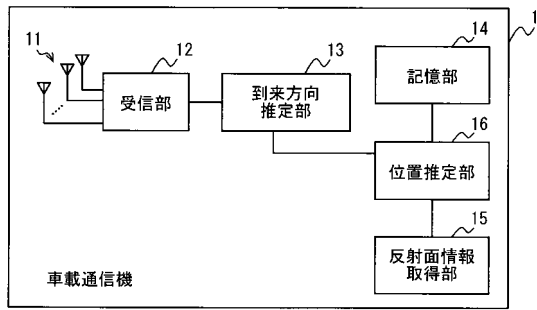 1
11
12
受信部
13
到来方向
推定部
14
記憶部
16
位置推定部
15
反射面情報
取得部
車載通信機